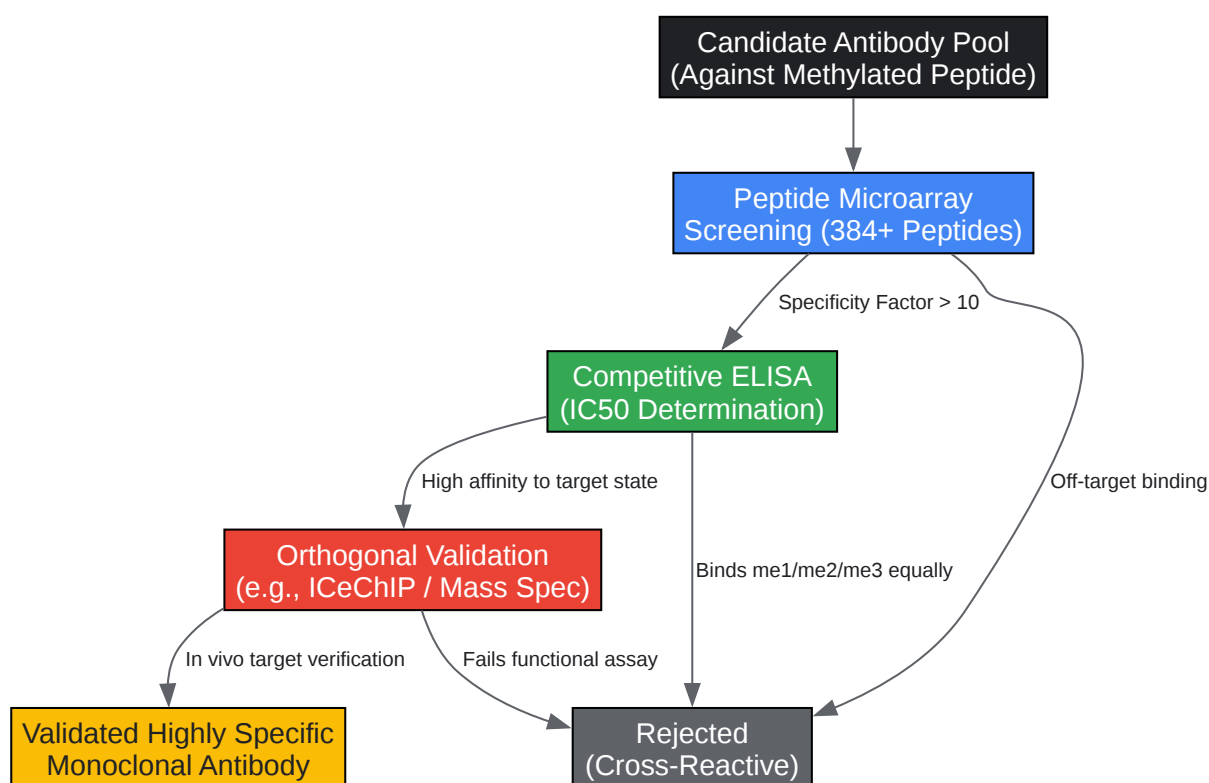 Candidate Antibody Pool
(Against Methylated Peptide)
Peptide Microarray
Screening (384+ Peptides)
Specificity Factor > 10
Competitive ELISA
(IC50 Determination)
High affinity to target state
Off-target binding
Orthogonal Validation
(e.g., ICeChIP / Mass Spec)
Binds me1/me2/me3 equally
In vivo target verification
Fails functional assay
Validated Highly Specific
Monoclonal Antibody
Rejected
(Cross-Reactive)